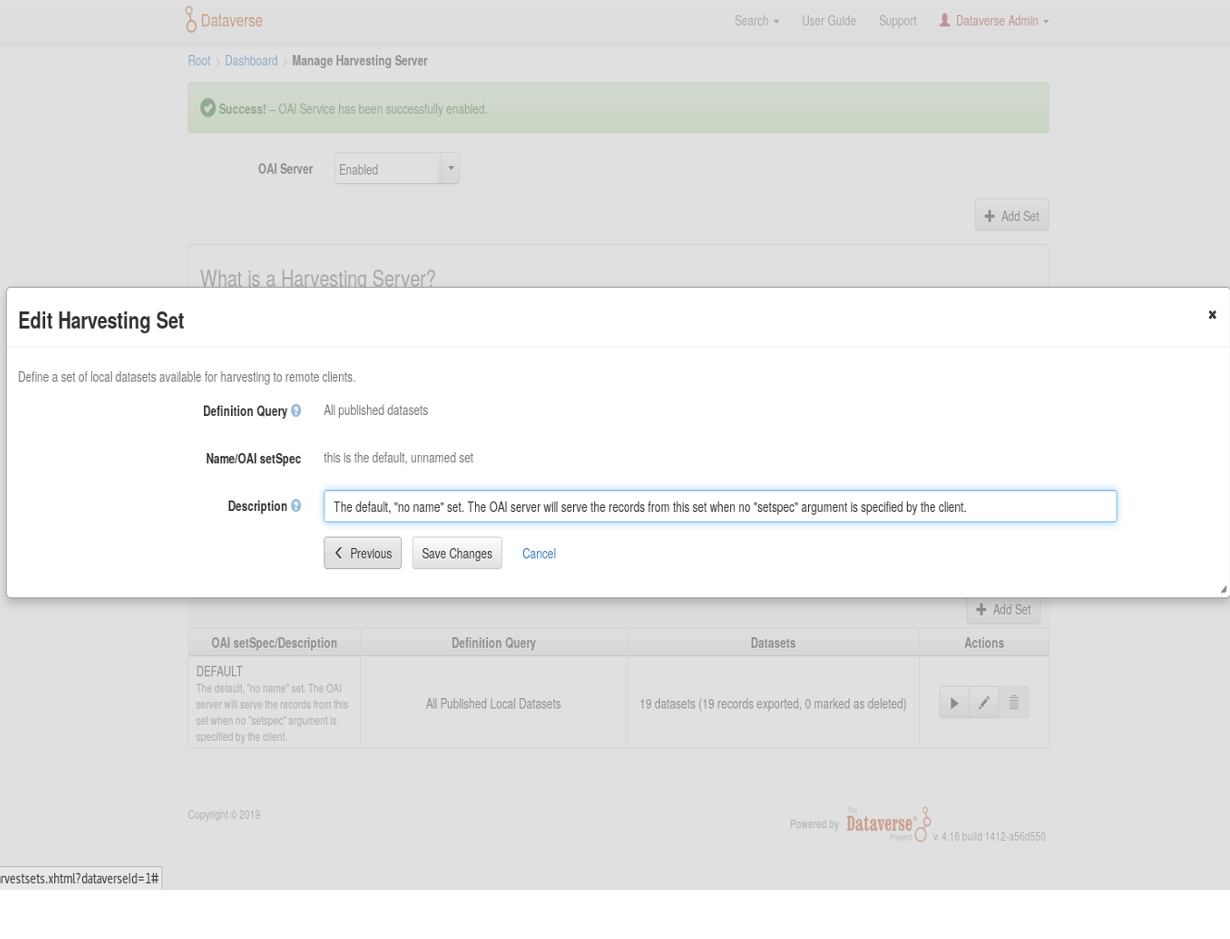 Dataverse
Search User Guide Support Dataverse Admin
Root > Dashboard > Manage Harvesting Server
Success! – OAI Service has been successfully enabled.
OAI Server Enabled
Add Set
What is a Harvesting Server?
Edit Harvesting Set
Define a set of local datasets available for harvesting to remote clients.
Definition Query All published datasets
Name/OAI setSpec this is the default, unnamed set
Description The default, "no name" set. The OAI server will serve the records from this set when no "setspec" argument is specified by the client.
Previous Save Changes Cancel
Add Set
OAI setSpec/Description Definition Query Datasets Actions
DEFAULT
The default, "no name" set. The OAI
server will serve the records from this
set when no "setspec" argument is
specified by the client.
All Published Local Datasets
19 datasets (19 records exported, 0 marked as deleted)
Copyright © 2019
Powered by
The
Dataverse®
Project
v. 4.16 build 1412-a56d550
rvestsets.xhtml?dataverseId=1#